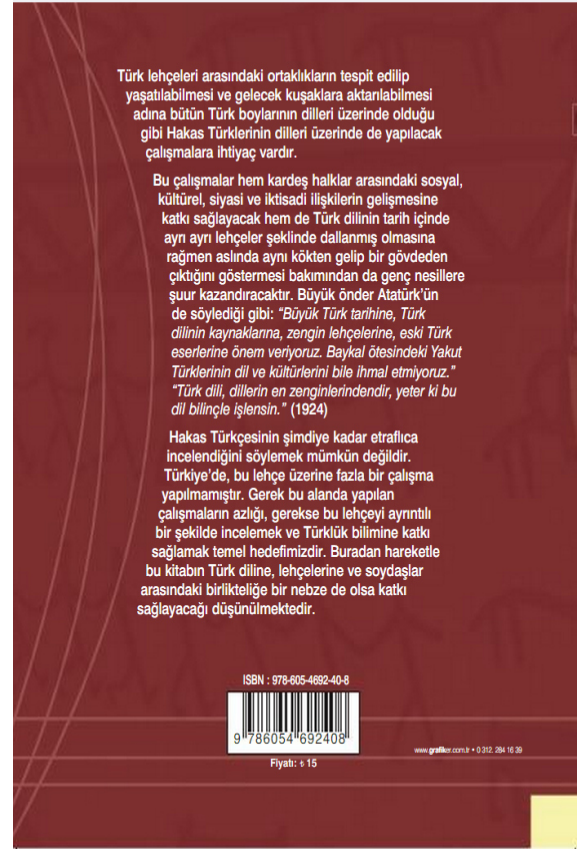 Türk lehçeleri arasındaki ortaklıkların tespit edilip
yaşatılabilmesi ve gelecek kuşaklara aktarılabilmesi
adına bütün Türk boylarının dilleri üzerinde olduğu
gibi Hakas Türklerinin dilleri üzerinde de yapılacak
çalışmalara ihtiyaç vardır.
Bu çalışmalar hem kardeş halklar arasındaki sosyal,
kültürel, siyasi ve iktisadi ilişkilerin gelişmesine
katkı sağlayacak hem de Türk dilinin tarih içinde
ayrı ayrı lehçeler şeklinde dallanmış olmasına
rağmen aslında aynı kökten gelip bir gövdeden
çıktığını göstermesi bakımından da genç nesillere
şuur kazandıracaktır. Büyük önder Atatürk’ün
de söylediği gibi: “Büyük Türk tarihine, Türk
dilinin kaynaklarına, zengin lehçelerine, eski Türk
eserlerine önem veriyoruz. Baykal ötesindeki Yakut
Türklerinin dil ve kültürlerini bile ihmal etmiyoruz.”
“Türk dili, dillerin en zenginlerindendir, yeter ki bu
dil bilinçle işlensin.” (1924)
Hakas Türkçesinin şimdiye kadar etraflıca
incelendiğini söylemek mümkün değildir.
Türkiye’de, bu lehçe üzerine fazla bir çalışma
yapılmamıştır. Gerek bu alanda yapılan
çalışmaların azlığı, gerekse bu lehçeyi ayrıntılı
bir şekilde incelemek ve Türklük bilimine katkı
sağlamak temel hedefimizdir. Buradan hareketle
bu kitabın Türk diline, lehçelerine ve soydaşlar
arasındaki birlikteliğe bir nebze de olsa katkı
sağlayacağı düşünülmektedir.
ISBN : 978-605-4692-40-8
9 786054 692408
www.grafiker.com.tr • 0 312. 284 16 39
Fiyatı: ₺ 15